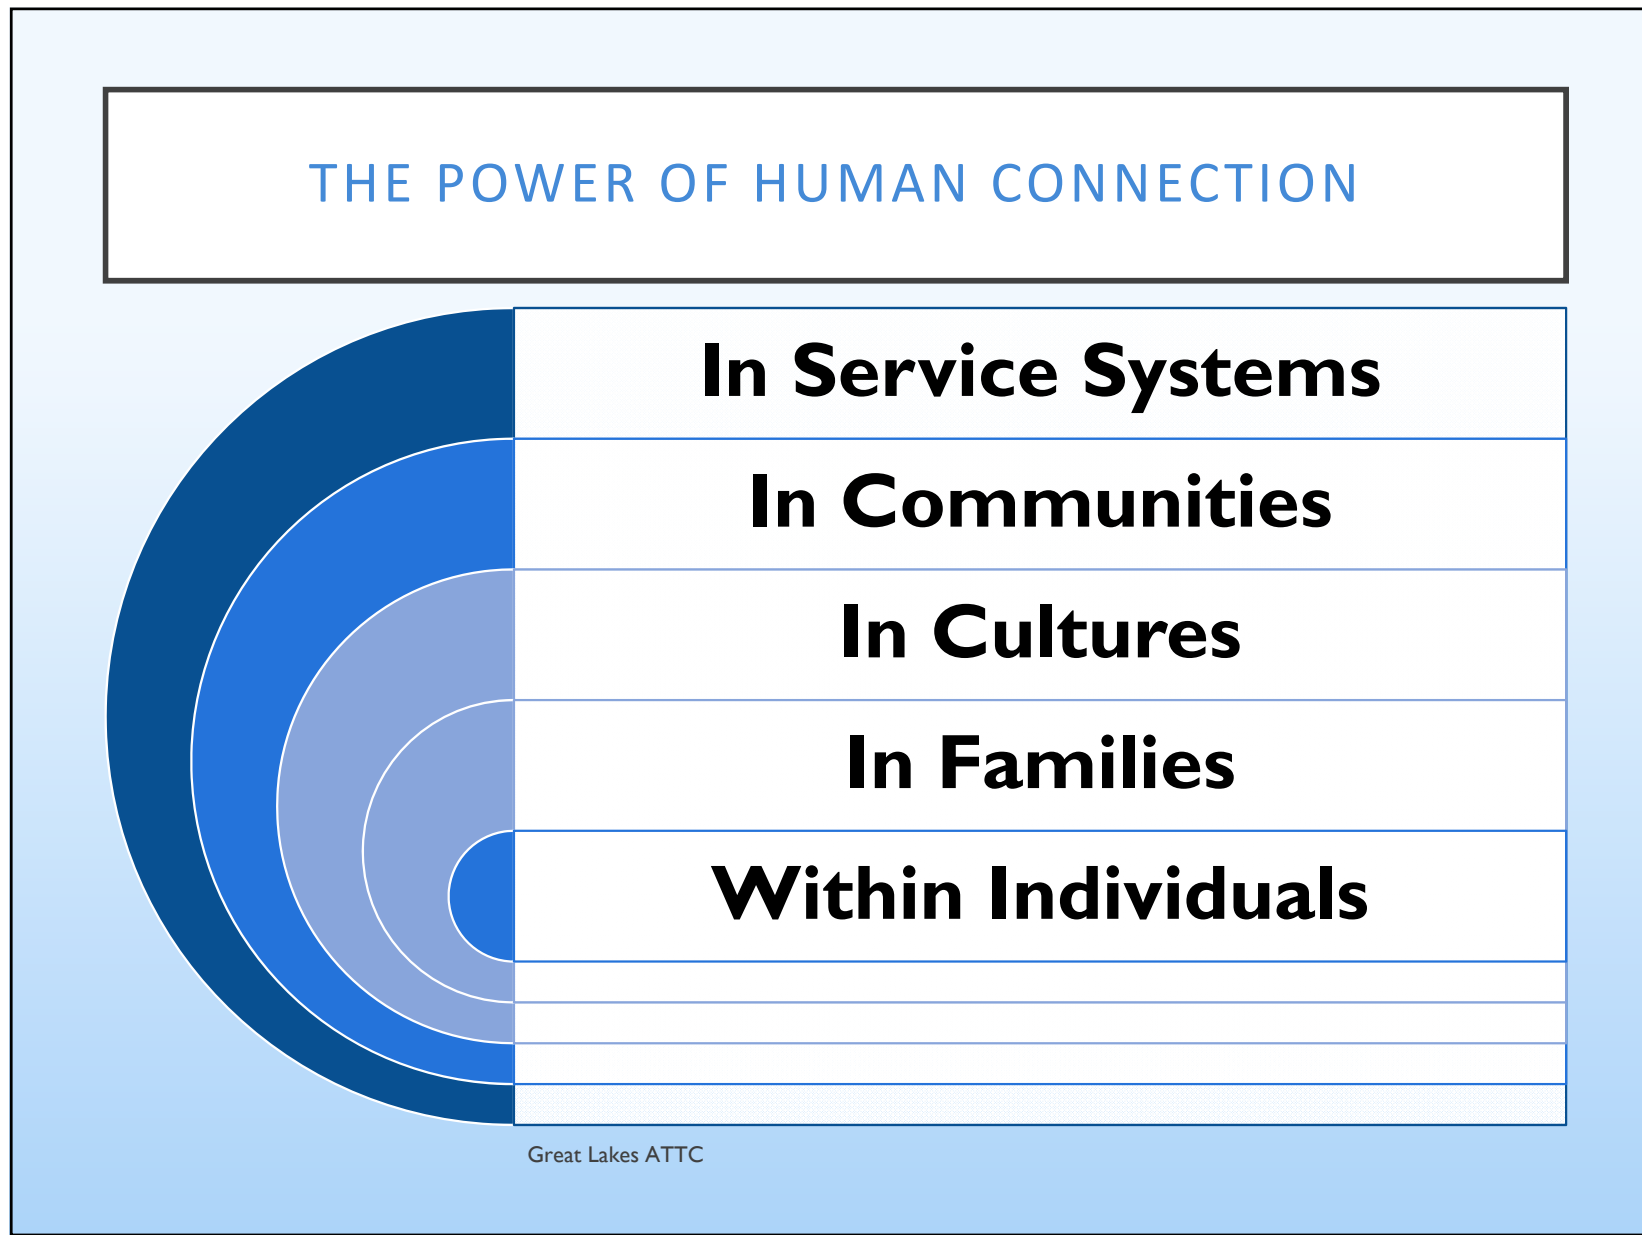 THE POWER OF HUMAN CONNECTION
In Service Systems
In Communities
In Cultures
In Families
Within Individuals
Great Lakes ATTC